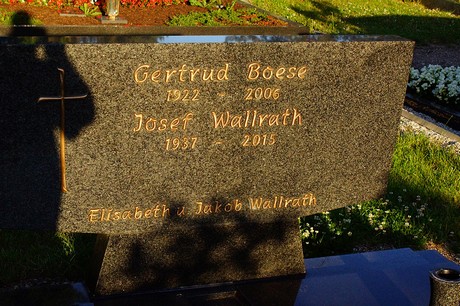 Gertrud Boese
1922 - 2006
Josef Wallrath
1937 - 2015
Elisabeth u. Jakob Wallrath